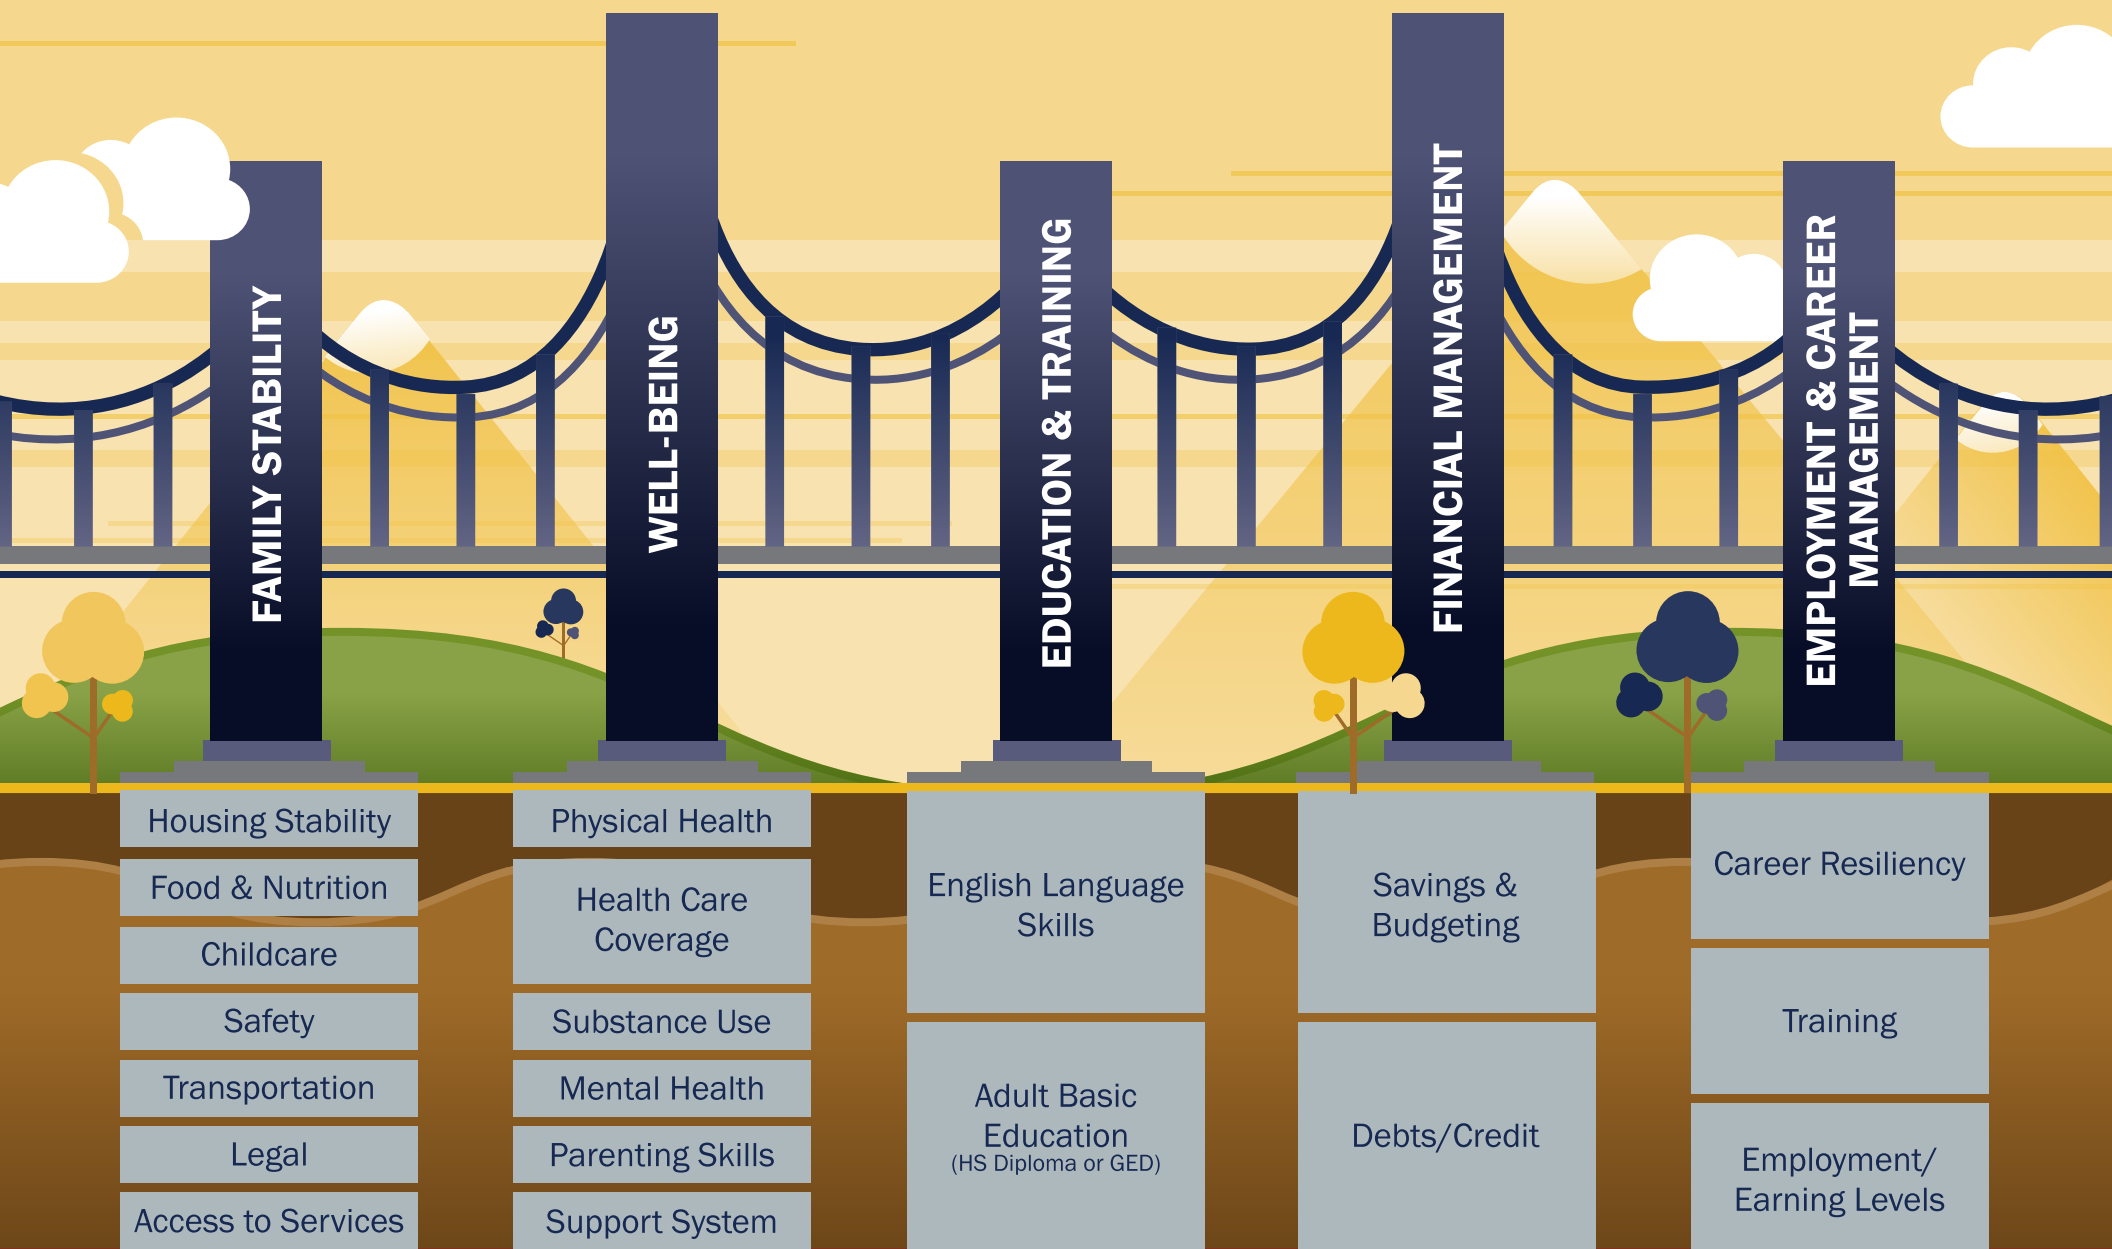 FAMILY STABILITY
WELL-BEING
EDUCATION & TRAINING
FINANCIAL MANAGEMENT
EMPLOYMENT & CAREER
MANAGEMENT
Housing Stability
Food & Nutrition
Childcare
Safety
Transportation
Legal
Access to Services
Physical Health
Health Care
Coverage
Substance Use
Mental Health
Parenting Skills
Support System
English Language
Skills
Adult Basic
Education
(HS Diploma or GED)
Savings &
Budgeting
Debts/Credit
Career Resiliency
Training
Employment/
Earning Levels